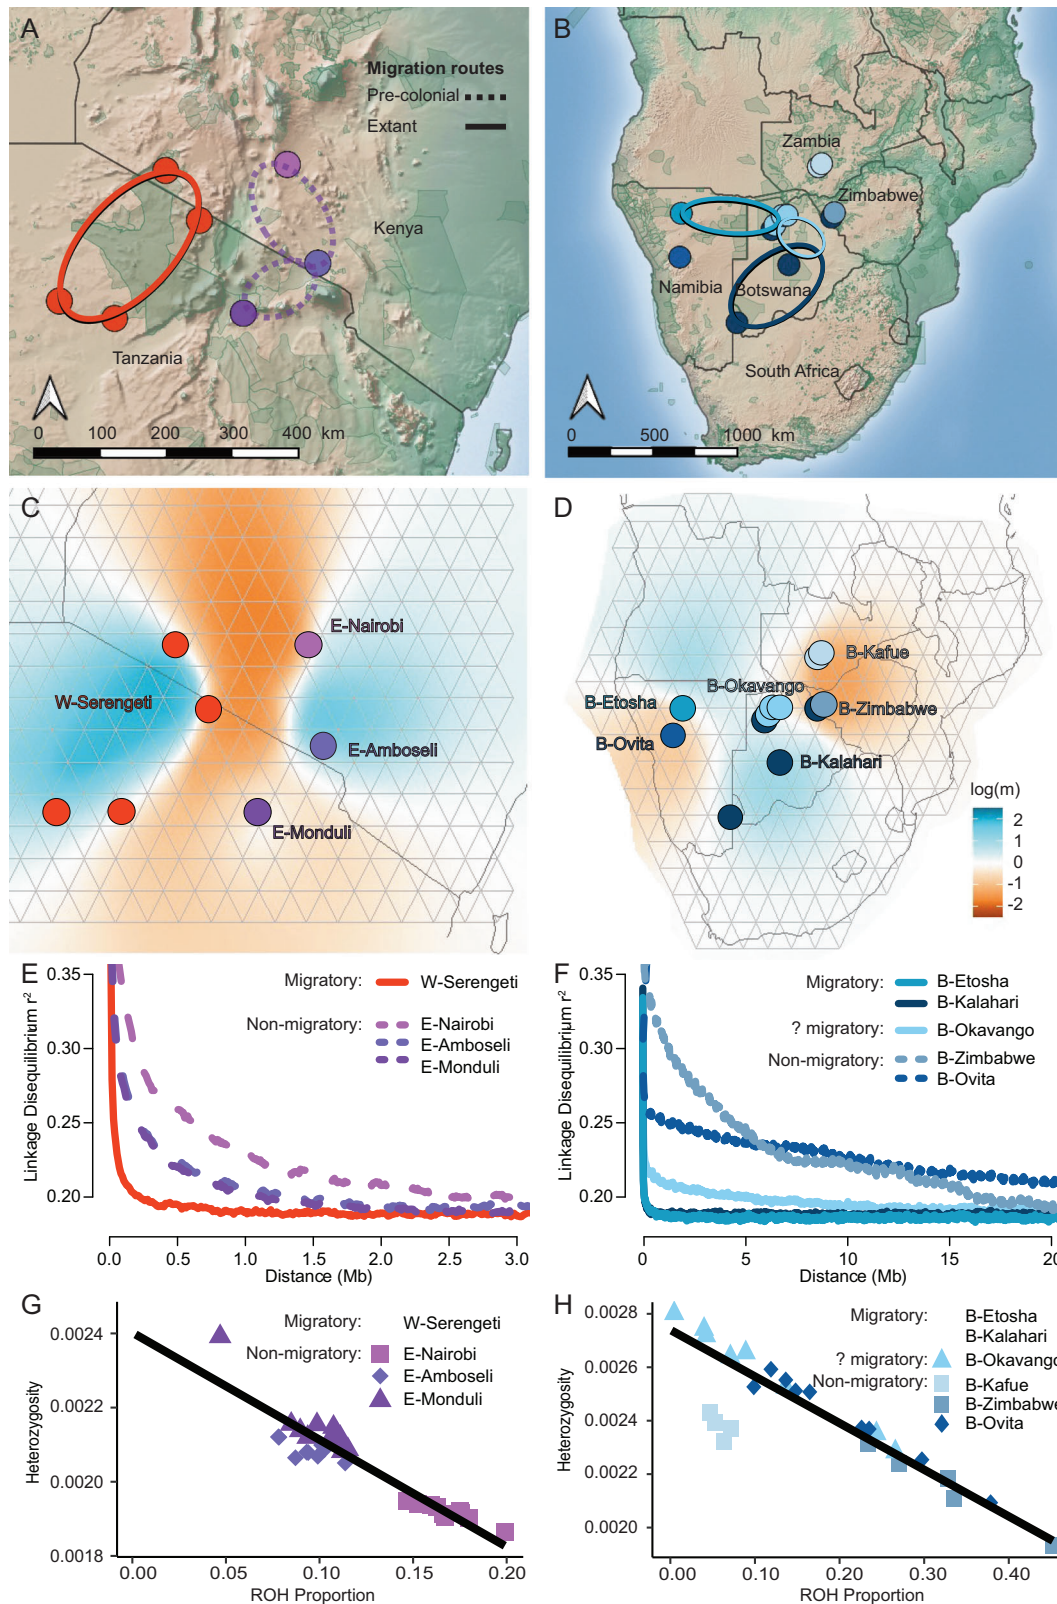 A
Migration routes
Pre-colonial
Extant
Kenya
Tanzania
0 100 200 300 400 km
B
Zambia
Zimbabwe
Namibia
Botswana
South Africa
0 500 1000 km
C
E-Nairobi
W-Serengeti
E-Amboseli
E-Monduli
D
B-Kafue
B-Okavango
B-Etosha
B-Zimbabwe
B-Ovita
B-Kalahari
log(m)
2
1
0
-1
-2
E
Linkage Disequilibrium r²
0.35
0.30
0.25
0.20
Migratory: W-Serengeti
Non-migratory: E-Nairobi
E-Amboseli
E-Monduli
0.0 0.5 1.0 1.5 2.0 2.5 3.0
Distance (Mb)
F
Linkage Disequilibrium r²
0.35
0.30
0.25
0.20
Migratory: B-Etosha
B-Kalahari
? migratory: B-Okavango
Non-migratory: B-Zimbabwe
B-Ovita
0 5 10 15 20
Distance (Mb)
G
Heterozygosity
0.0024
0.0022
0.0020
0.0018
Migratory: W-Serengeti
Non-migratory: E-Nairobi
E-Amboseli
E-Monduli
0.00 0.05 0.10 0.15 0.20
ROH Proportion
H
Heterozygosity
0.0028
0.0026
0.0024
0.0022
0.0020
Migratory: B-Etosha
B-Kalahari
? migratory: B-Okavango
Non-migratory: B-Kafue
B-Zimbabwe
B-Ovita
0.00 0.10 0.20 0.30 0.40
ROH Proportion